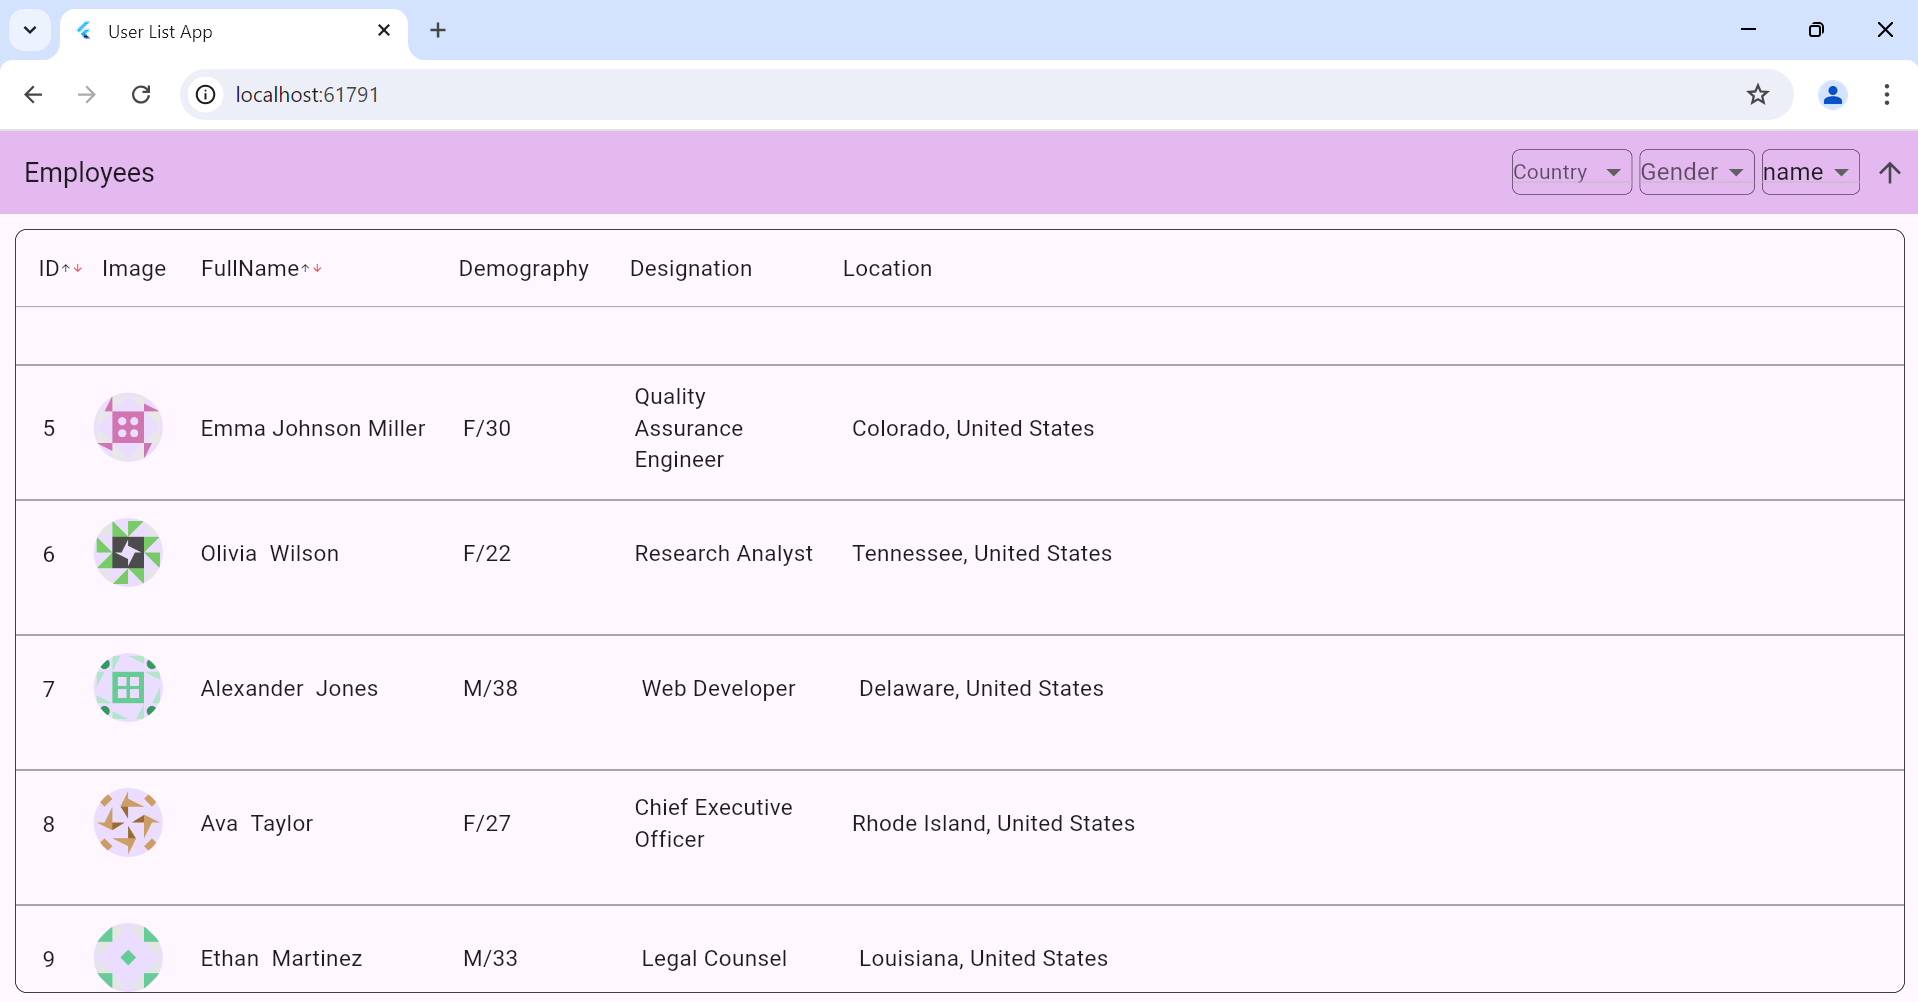 User List App
localhost:61791
Employees
Country Gender name
ID↑↓ Image FullName↑↓ Demography Designation Location
5 Emma Johnson Miller F/30 Quality Assurance Engineer Colorado, United States
6 Olivia  Wilson F/22 Research Analyst Tennessee, United States
7 Alexander  Jones M/38 Web Developer Delaware, United States
8 Ava  Taylor F/27 Chief Executive Officer Rhode Island, United States
9 Ethan  Martinez M/33 Legal Counsel Louisiana, United States